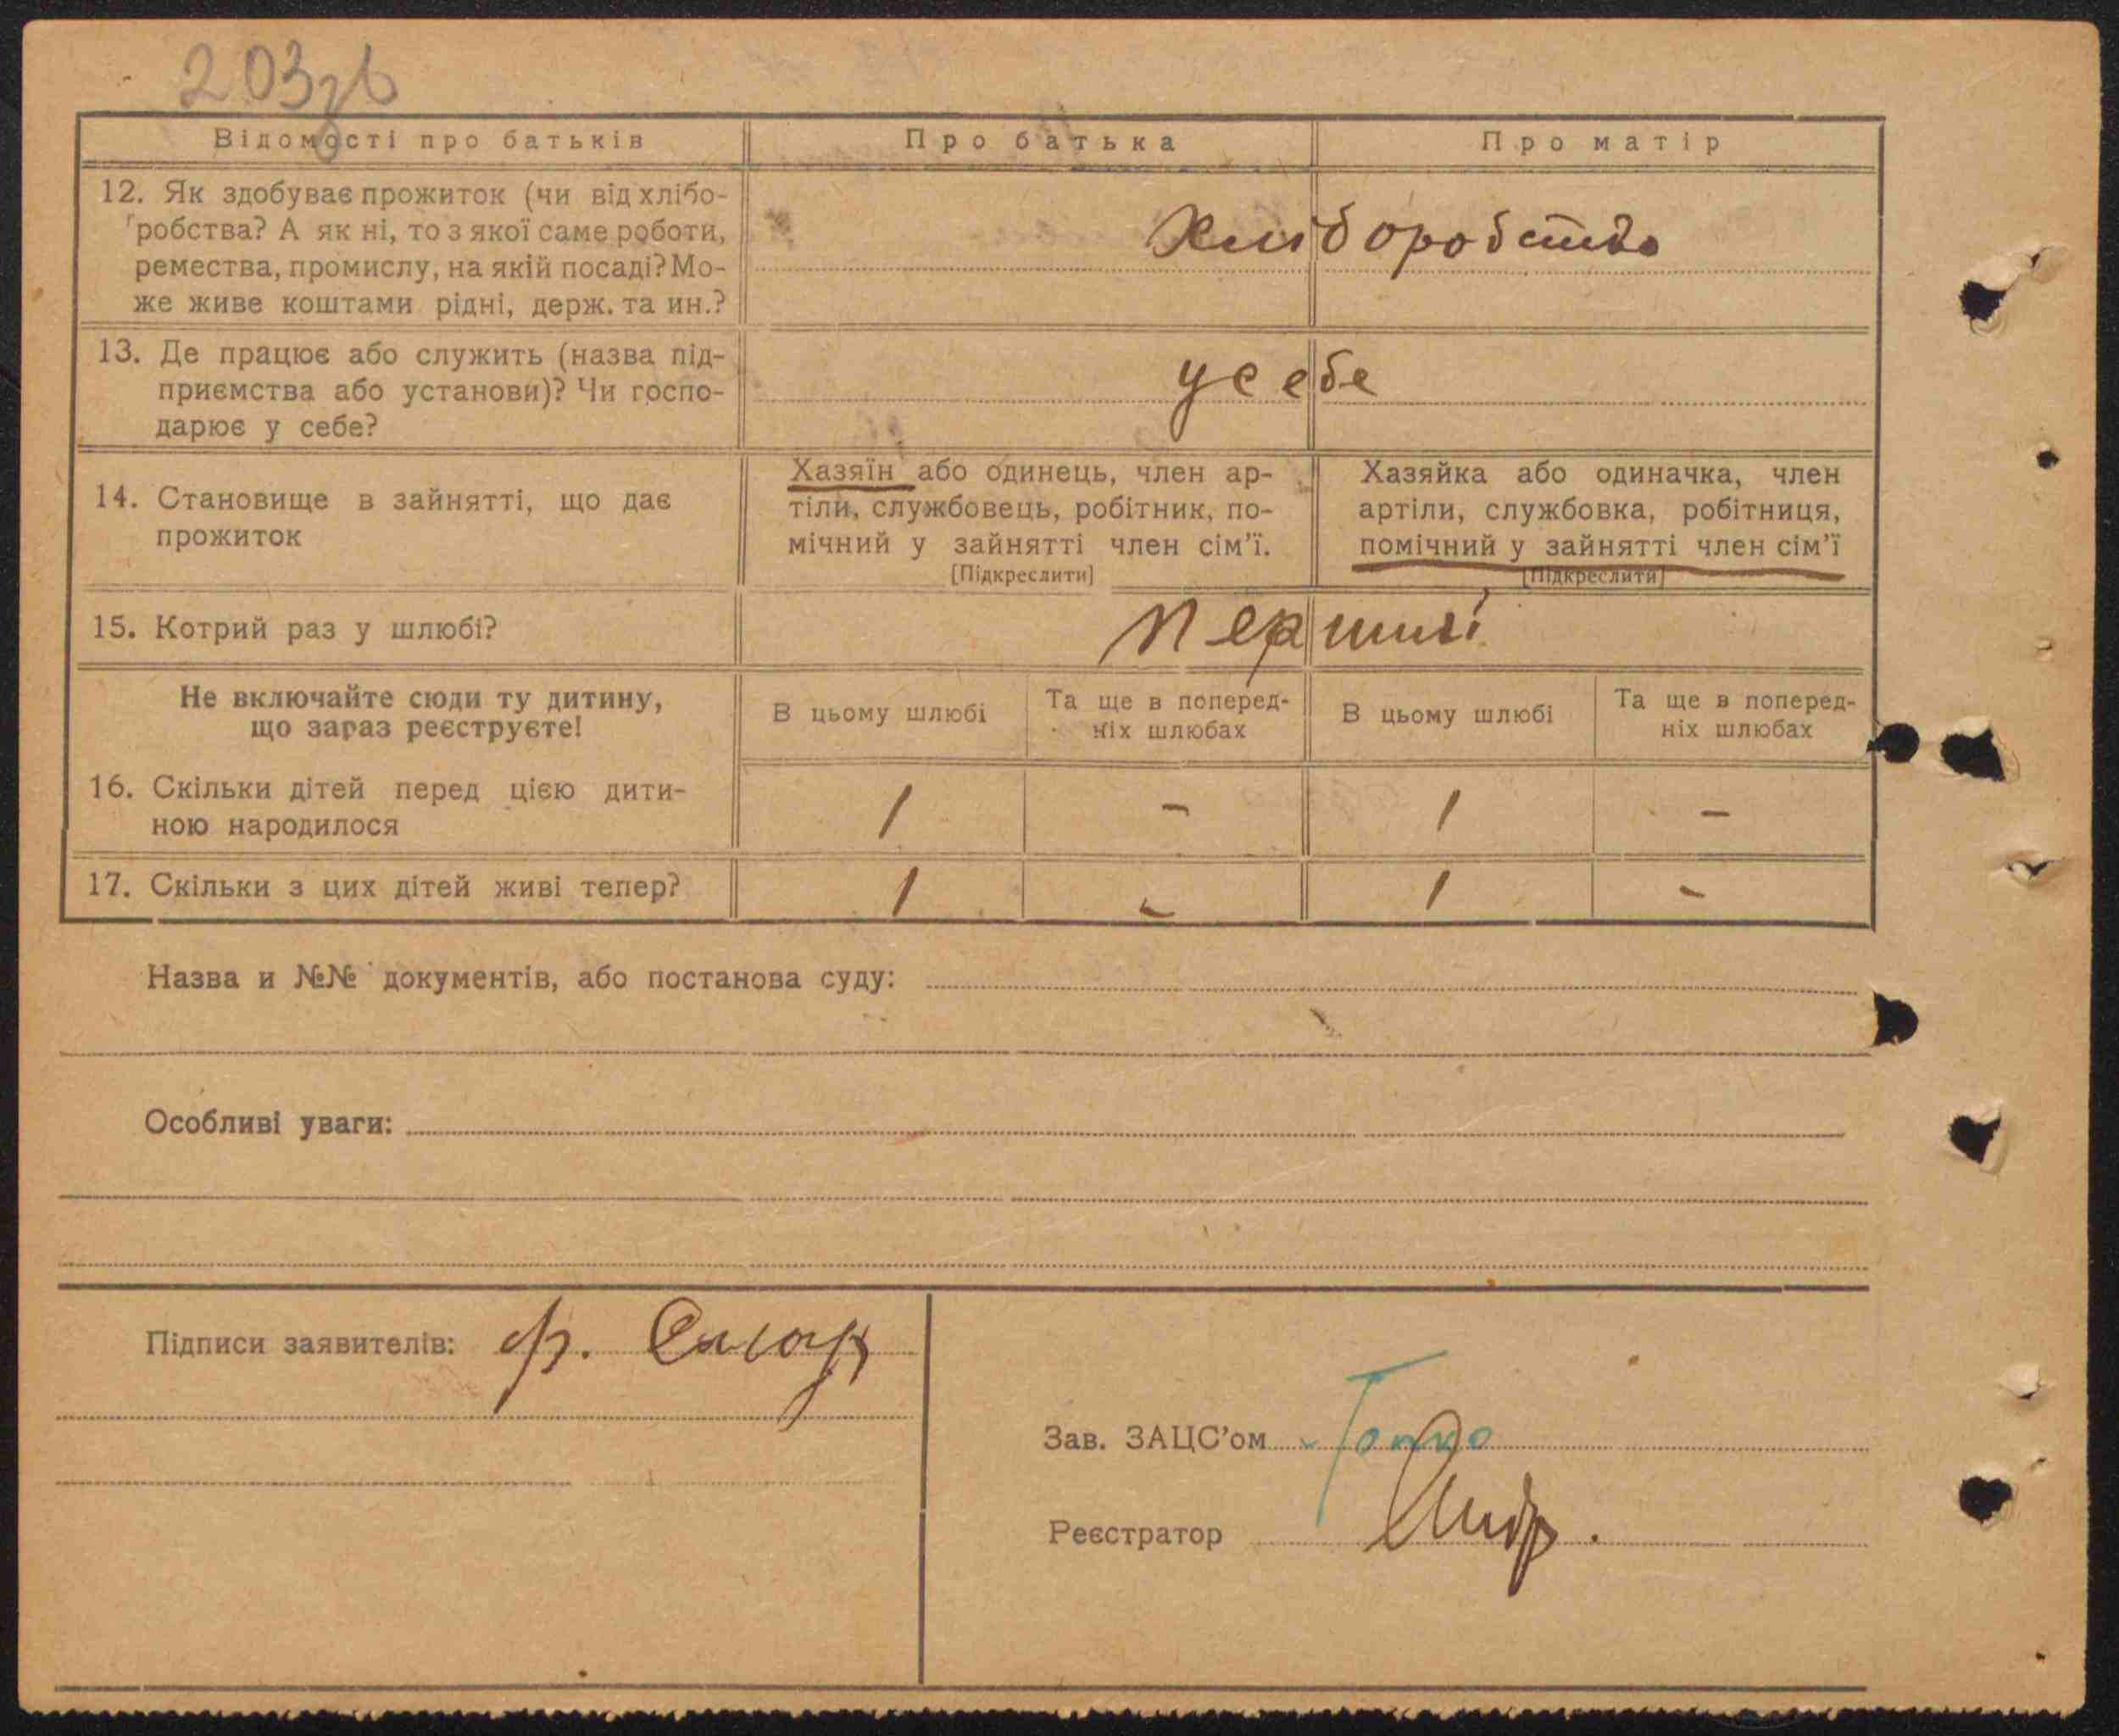 203зв
Відомості про батьків
Про батька
Про матір
12. Як здобуває прожиток (чи від хлібо-
робства? А як ні, то з якої саме роботи,
ремества, промислу, на якій посаді? Мо-
же живе коштами рідні, держ. та ин.?
Хліборобство
13. Де працює або служить (назва під-
приємства або установи)? Чи госпо-
дарює у себе?
у себе
14. Становище в зайнятті, що дає
прожиток
Хазяїн або одинець, член ар-
тіли, службовець, робітник, по-
мічний у зайнятті член сім'ї.
[Підкреслити]
Хазяйка або одиначка, член
артіли, службовка, робітниця,
помічний у зайнятті член сім'ї
[Підкреслити]
15. Котрий раз у шлюбі?
перший
Не включайте сюди ту дитину,
що зараз реєструєте!
В цьому шлюбі
Та ще в поперед-
ніх шлюбах
В цьому шлюбі
Та ще в поперед-
ніх шлюбах
16. Скільки дітей перед цією дити-
ною народилося
1 - 1 -
17. Скільки з цих дітей живі тепер?
1 - 1 -
Назва и №№ документів, або постанова суду:
Особливі уваги:
Підписи заявителів: Ф.
Зав. ЗАЦС'ом
Реєстратор